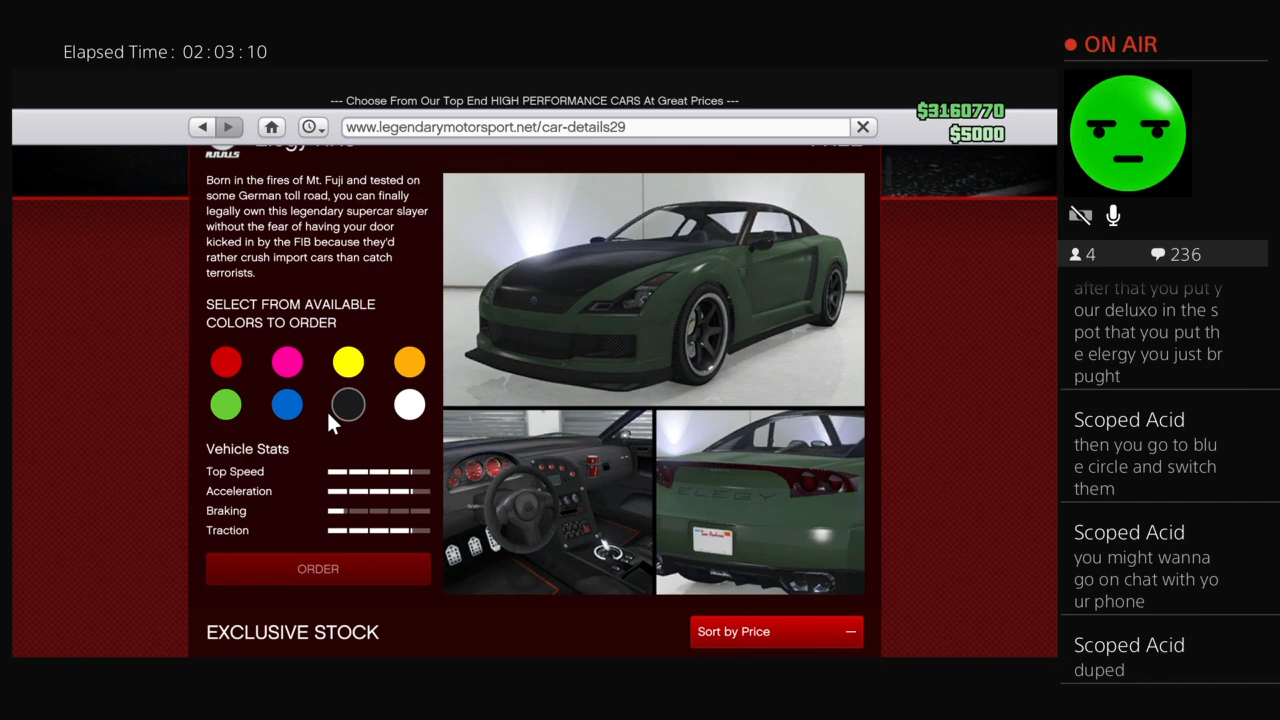 Elapsed Time: 02:03:10
ON AIR
--- Choose From Our Top End HIGH PERFORMANCE CARS At Great Prices ---
$3160770
$5000
www.legendarymotorsport.net/car-details29
Born in the fires of Mt. Fuji and tested on
some German toll road, you can finally
legally own this legendary supercar slayer
without the fear of having your door
kicked in by the FIB because they'd
rather crush import cars than catch
terrorists.
SELECT FROM AVAILABLE
COLORS TO ORDER
Vehicle Stats
Top Speed
Acceleration
Braking
Traction
ORDER
ELEGY
EXCLUSIVE STOCK
Sort by Price
4
236
after that you put y
our deluxo in the s
pot that you put th
e elergy you just br
pught
Scoped Acid
then you go to blu
e circle and switch
them
Scoped Acid
you might wanna
go on chat with yo
ur phone
Scoped Acid
duped